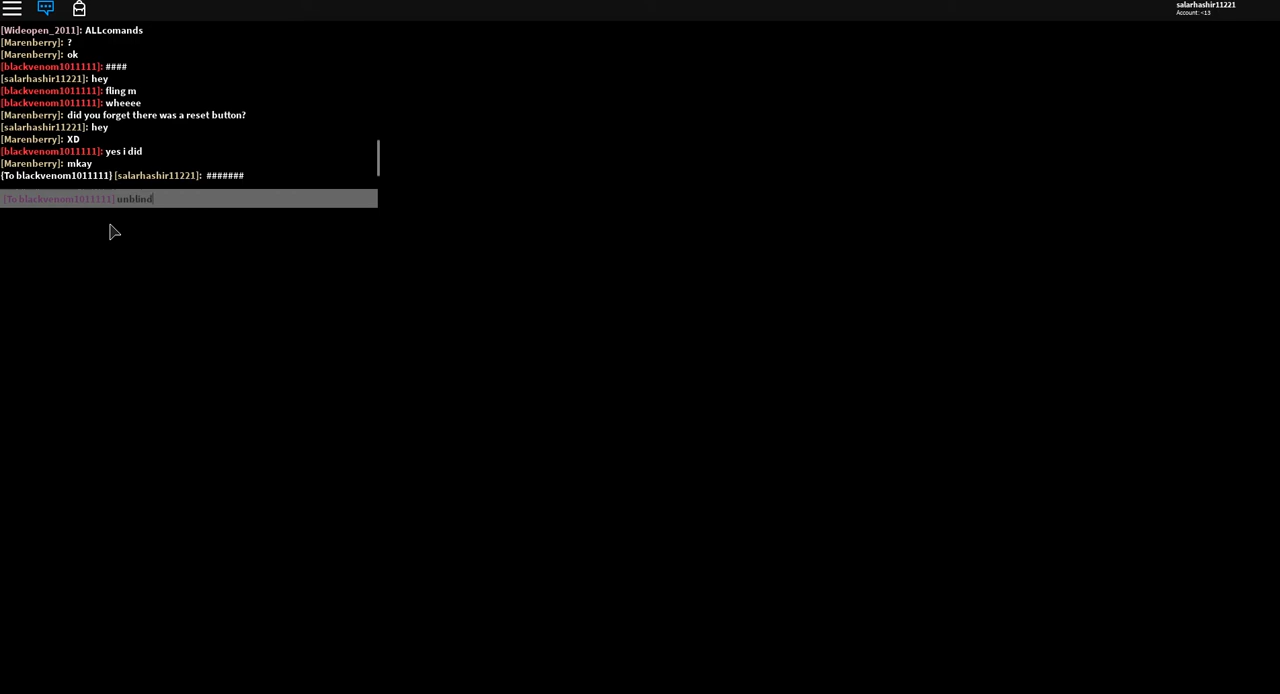 salarhashir11221
Account: <13
[Wideopen_2011]: ALLcomands
[Marenberry]: ?
[Marenberry]: ok
[blackvenom1011111]: ####
[salarhashir11221]: hey
[blackvenom1011111]: fling m
[blackvenom1011111]: wheeee
[Marenberry]: did you forget there was a reset button?
[salarhashir11221]: hey
[Marenberry]: XD
[blackvenom1011111]: yes i did
[Marenberry]: mkay
{To blackvenom1011111} [salarhashir11221]: #######
[To blackvenom1011111] unblind